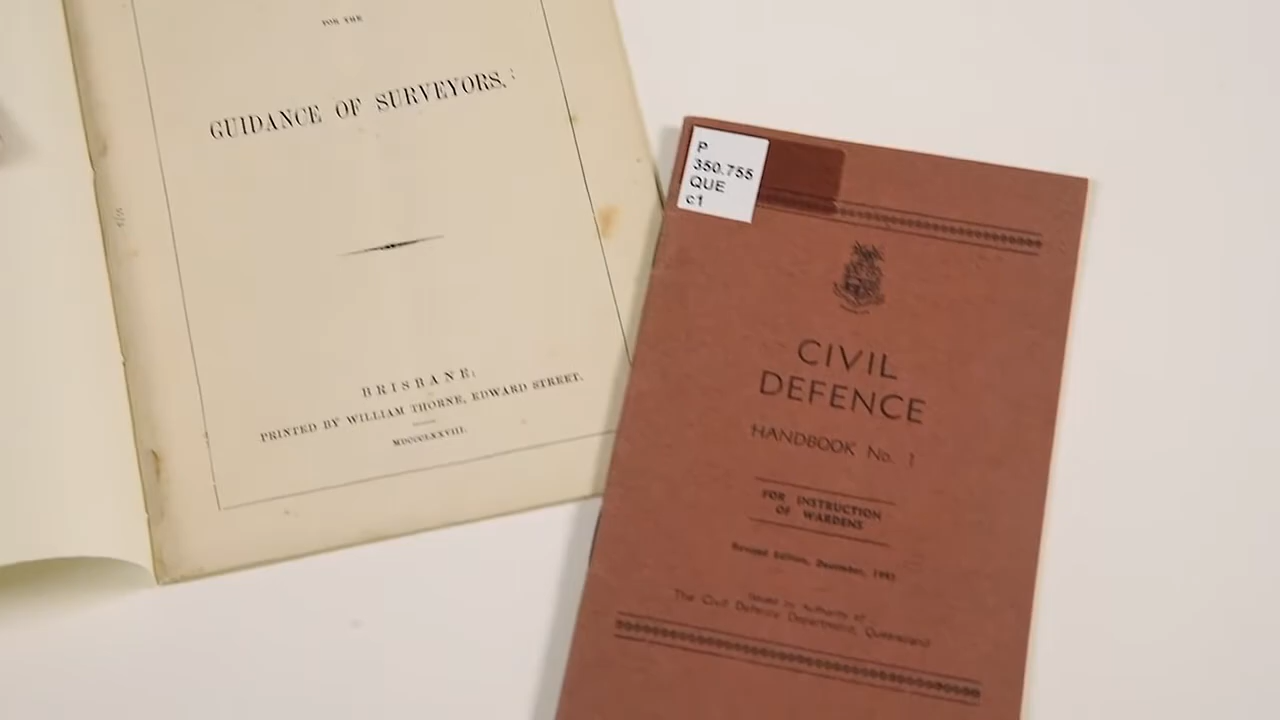 FOR THE
GUIDANCE OF SURVEYORS.
BRISBANE:
PRINTED BY WILLIAM THORNE, EDWARD STREET.
MDCCCLXXVIII.
P
350.755
QUE
c1
CIVIL
DEFENCE
HANDBOOK No. 1
FOR INSTRUCTION
OF WARDENS
Revised Edition, December,
Issued by Authority of
The Civil Defence Department, Queensland